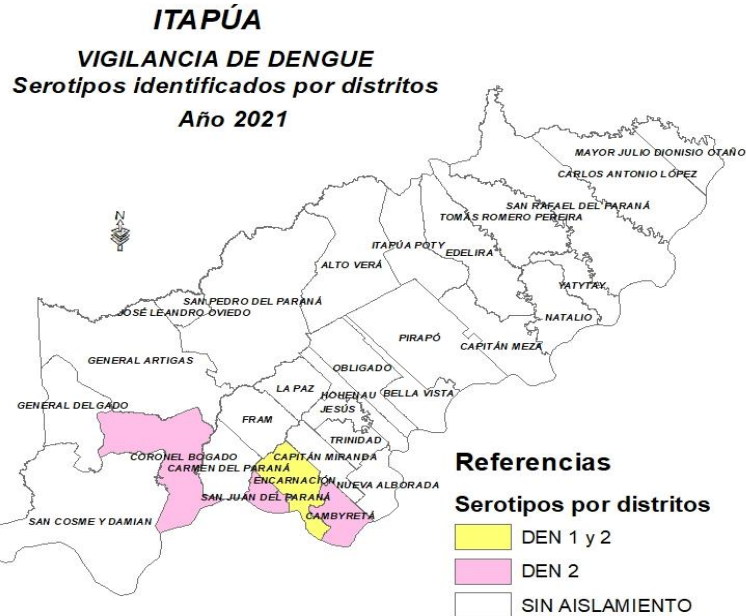 ITAPÚA
VIGILANCIA DE DENGUE
Serotipos identificados por distritos
Año 2021
N
MAYOR JULIO DIONISIO OTAÑO
CARLOS ANTONIO LÓPEZ
SAN RAFAEL DEL PARANÁ
TOMÁS ROMERO PEREIRA
ITAPÚA POTY
EDELIRA
ALTO VERÁ
YATYTAY
SAN PEDRO DEL PARANÁ
JOSÉ LEANDRO OVIEDO
NATALIO
PIRAPÓ
CAPITÁN MEZA
GENERAL ARTIGAS
OBLIGADO
LA PAZ
HOHENAU
BELLA VISTA
GENERAL DELGADO
JESÚS
FRAM
TRINIDAD
CORONEL BOGADO
CAPITÁN MIRANDA
CARMEN DEL PARANÁ
ENCARNACIÓN
NUEVA ALBORADA
SAN JUAN DEL PARANÁ
CAMBYRETÁ
SAN COSME Y DAMIAN
Referencias
Serotipos por distritos
DEN 1 y 2
DEN 2
SIN AISLAMIENTO